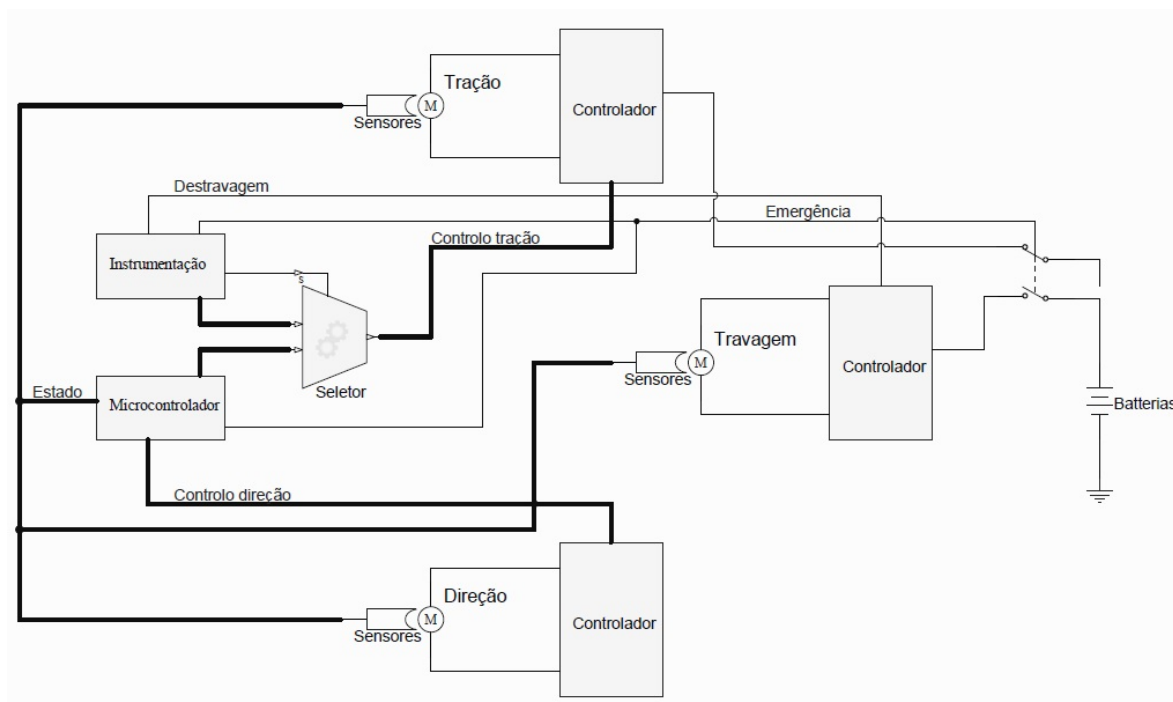 Tração
M
Sensores
Controlador
Destravagem
Emergência
Controlo tração
Instrumentação
s
Travagem
M
Sensores
Controlador
Seletor
Estado
Microcontrolador
Batterias
Controlo direção
Direção
M
Sensores
Controlador